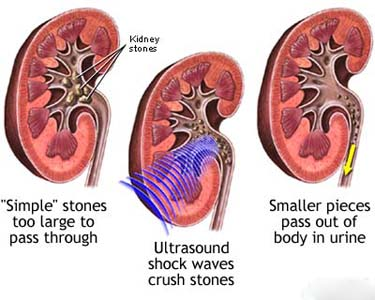 Kidney
stones
"Simple" stones
too large to
pass through
Ultrasound
shock waves
crush stones
Smaller pieces
pass out of
body in urine